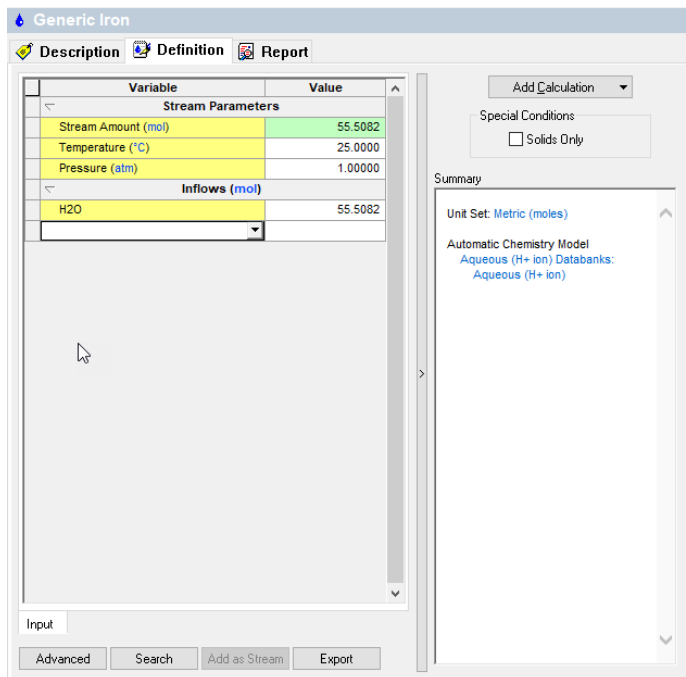 Generic Iron
Description Definition Report
Variable Value
Stream Parameters
Stream Amount (mol) 55.5082
Temperature (°C) 25.0000
Pressure (atm) 1.00000
Inflows (mol)
H2O 55.5082
Input
Advanced Search Add as Stream Export
Add Calculation
Special Conditions
Solids Only
Summary
Unit Set: Metric (moles)
Automatic Chemistry Model
Aqueous (H+ ion) Databanks:
Aqueous (H+ ion)